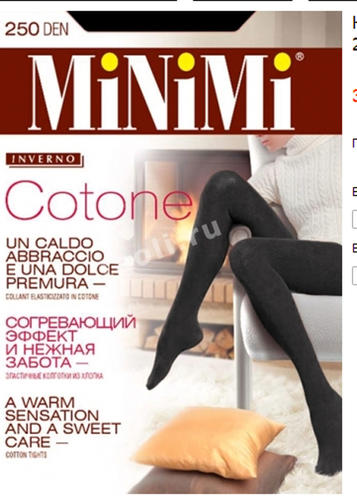 250 DEN
MiNiMi®
INVERNO
Cotone
UN CALDO
ABBRACCIO
E UNA DOLCE
PREMURA —
COLLANT ELASTICIZZATO IN COTONE
СОГРЕВАЮЩИЙ
ЭФФЕКТ
И НЕЖНАЯ
ЗАБОТА —
ЭЛАСТИЧНЫЕ КОЛГОТКИ ИЗ ХЛОПКА
A WARM
SENSATION
AND A SWEET
CARE —
COTTON TIGHTS